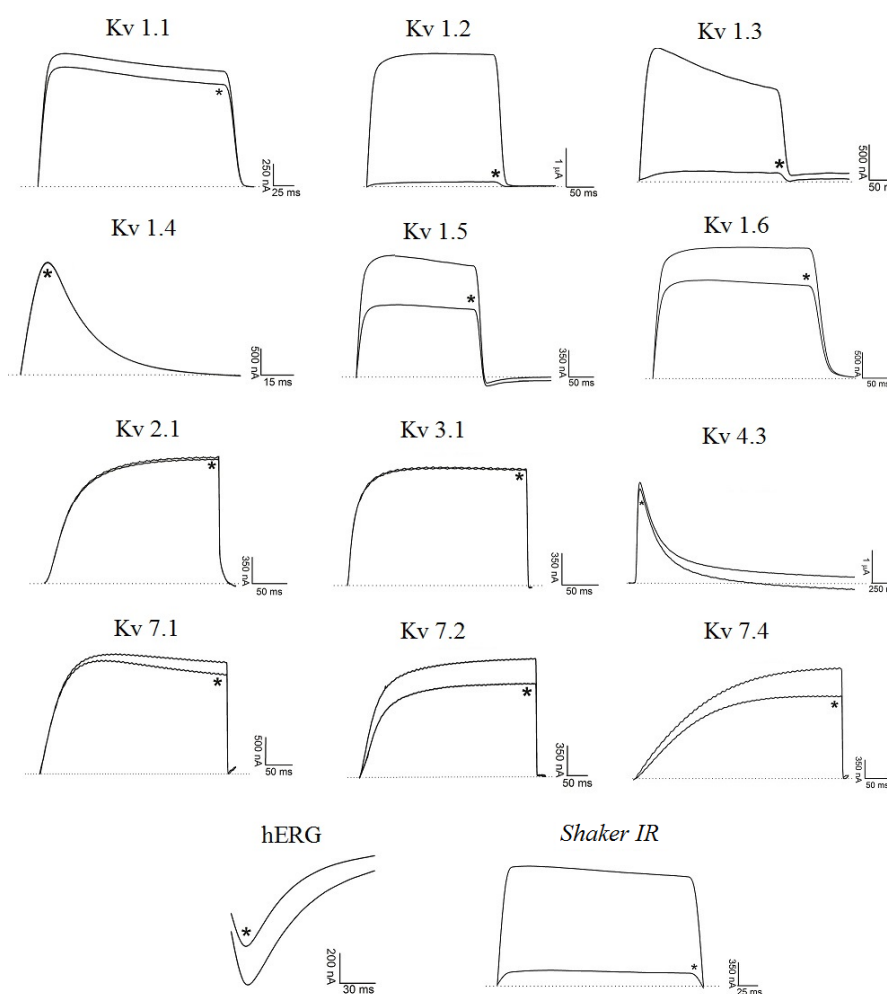 Kv 1.1
Kv 1.2
Kv 1.3
*
250 nA
25 ms
*
1 µA
50 ms
*
500 nA
50 m
Kv 1.4
Kv 1.5
Kv 1.6
*
500 nA
15 ms
*
350 nA
50 ms
*
500 nA
50 ms
Kv 2.1
Kv 3.1
Kv 4.3
*
350 nA
50 ms
*
350 nA
50 ms
*
1 µA
250 m
Kv 7.1
Kv 7.2
Kv 7.4
*
500 nA
50 ms
*
350 nA
50 ms
*
350 nA
50 ms
hERG
Shaker IR
*
200 nA
30 ms
*
350 nA
25 ms